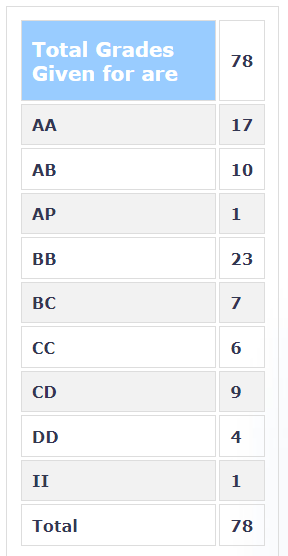 Total Grades
Given for are 78
AA 17
AB 10
AP 1
BB 23
BC 7
CC 6
CD 9
DD 4
II 1
Total 78